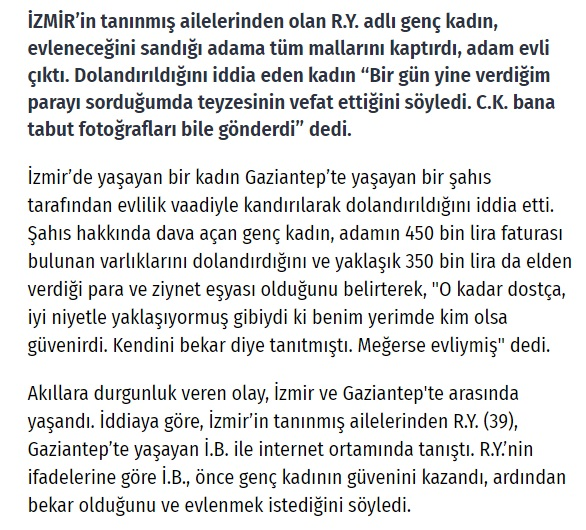 İZMİR’in tanınmış ailelerinden olan R.Y. adlı genç kadın,
evleneceğini sandığı adama tüm mallarını kaptırdı, adam evli
çıktı. Dolandırıldığını iddia eden kadın “Bir gün yine verdiğim
parayı sorduğumda teyzesinin vefat ettiğini söyledi. C.K. bana
tabut fotoğrafları bile gönderdi” dedi.
İzmir’de yaşayan bir kadın Gaziantep’te yaşayan bir şahıs
tarafından evlilik vaadiyle kandırılarak dolandırıldığını iddia etti.
Şahıs hakkında dava açan genç kadın, adamın 450 bin lira faturası
bulunan varlıklarını dolandırdığını ve yaklaşık 350 bin lira da elden
verdiği para ve ziynet eşyası olduğunu belirterek, "O kadar dostça,
iyi niyetle yaklaşıyormuş gibiydi ki benim yerimde kim olsa
güvenirdi. Kendini bekar diye tanıtmıştı. Meğerse evliymiş" dedi.
Akıllara durgunluk veren olay, İzmir ve Gaziantep'te arasında
yaşandı. İddiaya göre, İzmir’in tanınmış ailelerinden R.Y. (39),
Gaziantep’te yaşayan İ.B. ile internet ortamında tanıştı. R.Y.’nin
ifadelerine göre İ.B., önce genç kadının güvenini kazandı, ardından
bekar olduğunu ve evlenmek istediğini söyledi.